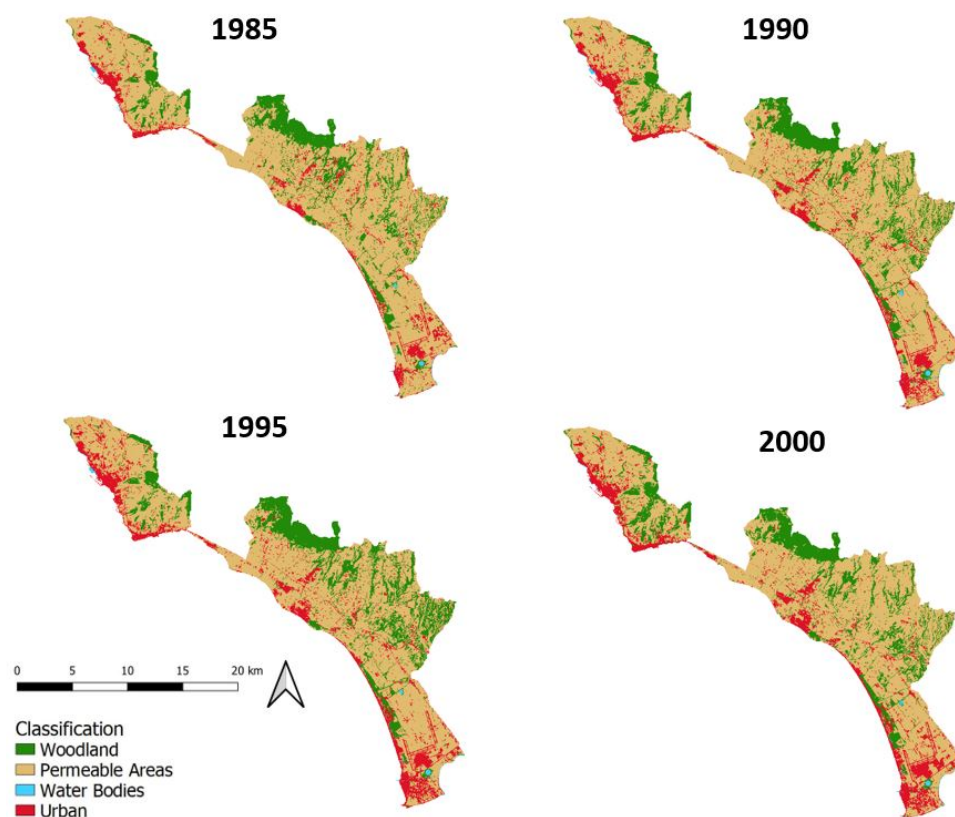 1985
1990
1995
2000
0 5 10 15 20 km
Classification
Woodland
Permeable Areas
Water Bodies
Urban